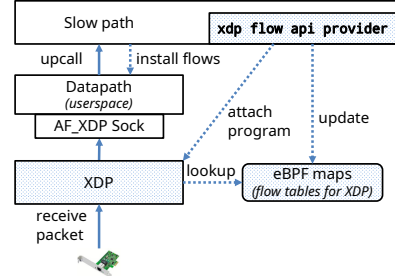 Slow path
xdp flow api provider
upcall
install flows
Datapath
(userspace)
AF_XDP Sock
attach
program
update
XDP
lookup
eBPF maps
(flow tables for XDP)
receive
packet